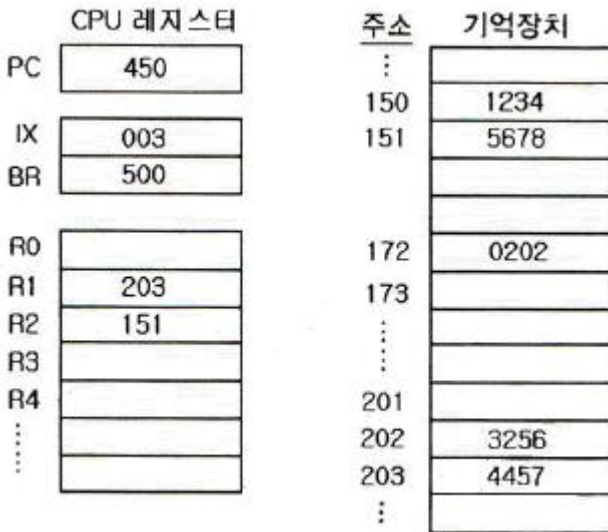 CPU 레지스터
PC 450
IX 003
BR 500
R0
R1 203
R2 151
R3
R4
⋮
주소 기억장치
⋮
150 1234
151 5678
172 0202
173
⋮
201
202 3256
203 4457
⋮